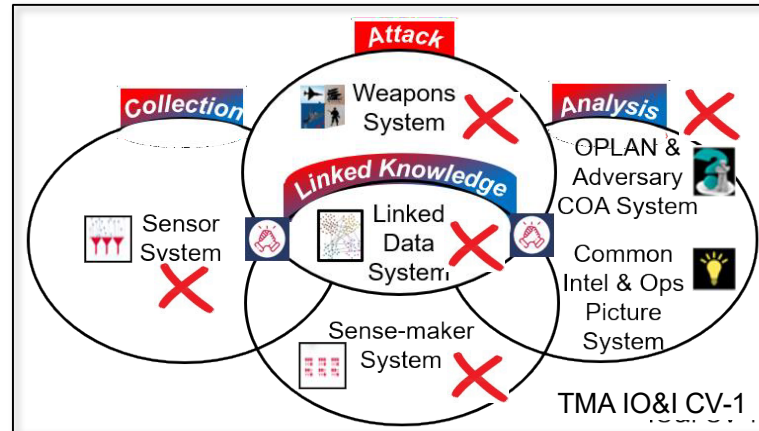 Attack
Collection
Weapons
System
Analysis
OPLAN &
Adversary
COA System
Linked Knowledge
Sensor
System
Linked
Data
System
Common
Intel & Ops
Picture
System
Sense-maker
System
TMA IO&I CV-1